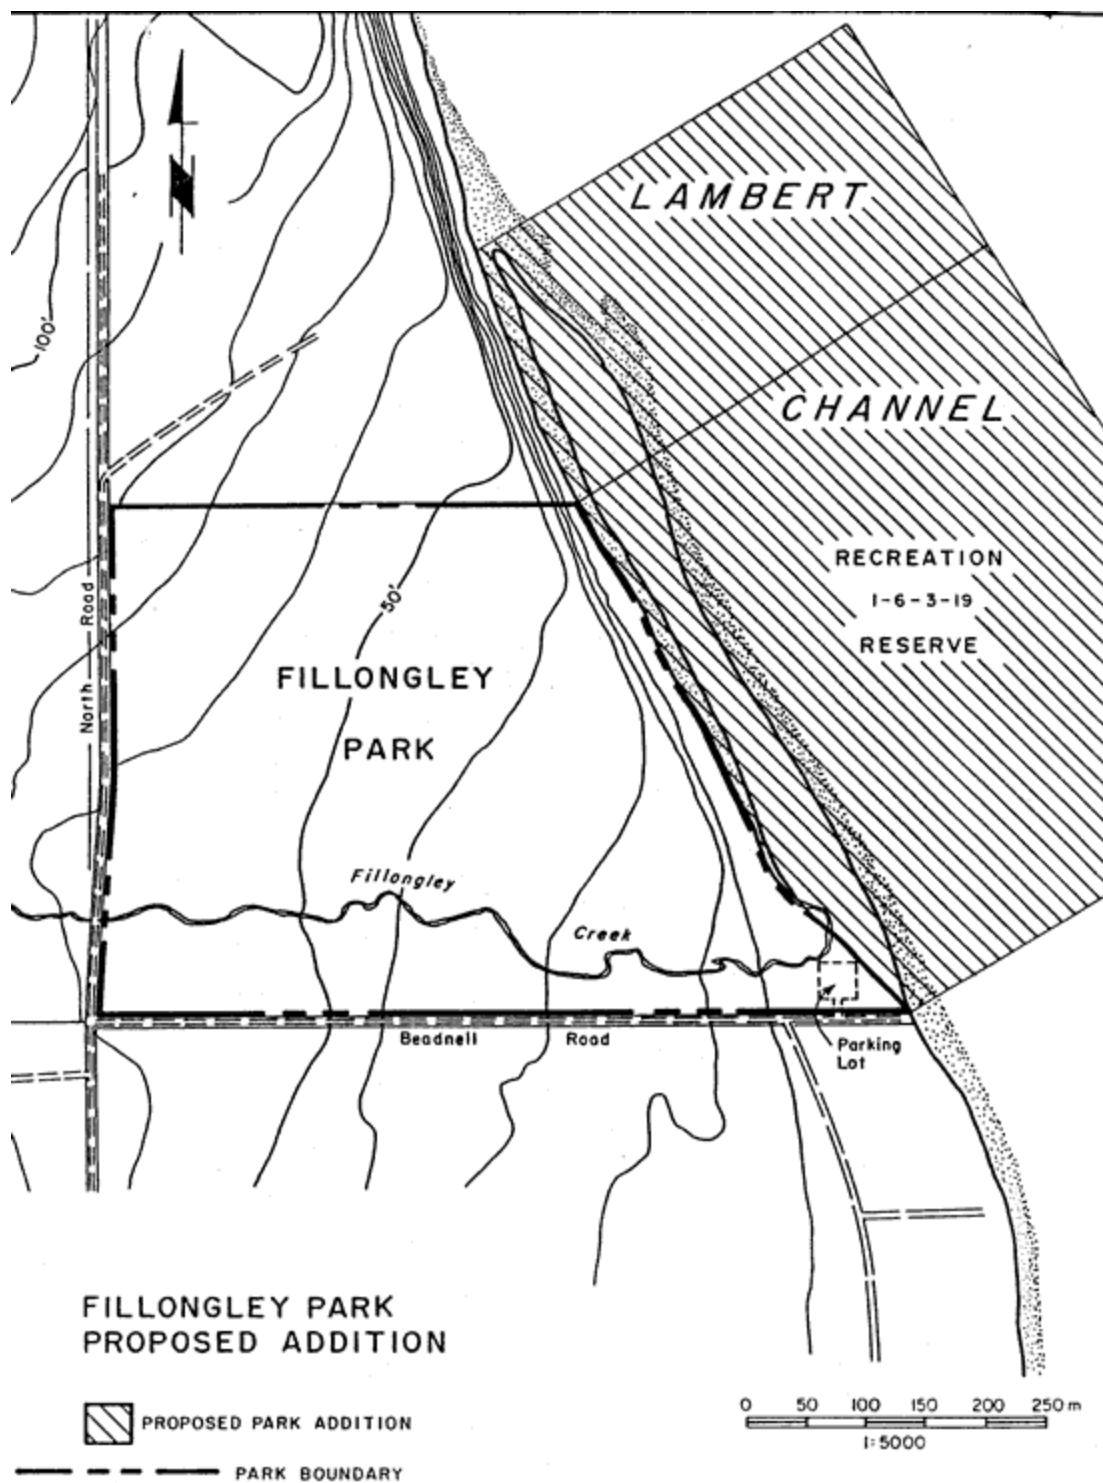 LAMBERT
-100'
CHANNEL
RECREATION
1-6-3-19
RESERVE
50'
North Road
FILLONGLEY
PARK
Fillongley
Creek
Beadnell Road
Parking
Lot
FILLONGLEY PARK
PROPOSED ADDITION
PROPOSED PARK ADDITION
PARK BOUNDARY
0 50 100 150 200 250 m
1:5000